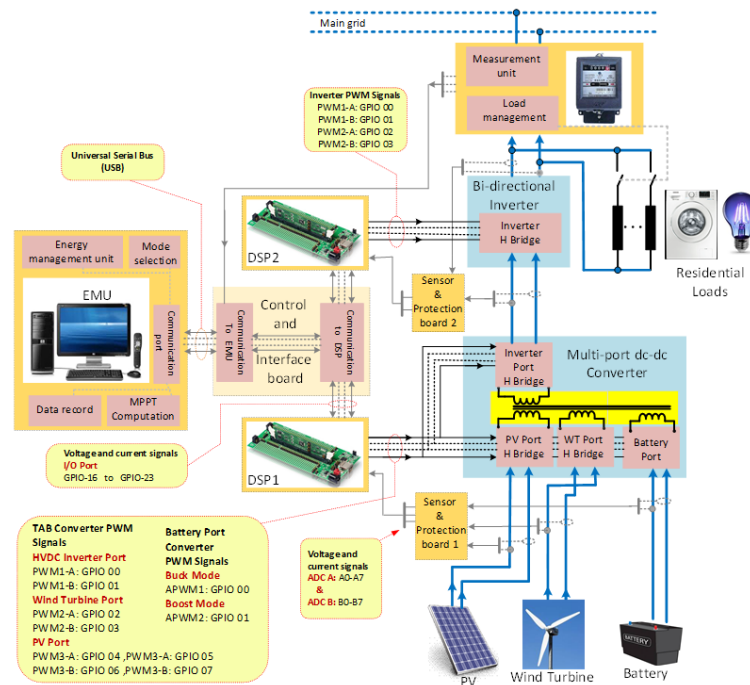 Main grid
Measurement
unit
Load
management
Inverter PWM Signals
PWM1-A: GPIO 00
PWM1-B: GPIO 01
PWM2-A: GPIO 02
PWM2-B: GPIO 03
Universal Serial Bus
(USB)
Bi-directional
Inverter
Inverter
H Bridge
DSP2
Energy
management unit
Mode
selection
EMU
Communication
port
Data record
MPPT
Computation
Control
and
Interface
board
Communication
To EMU
Communication
to DSP
Sensor
&
Protection
board 2
Residential
Loads
Inverter
Port
H Bridge
Multi-port dc-dc
Converter
PV Port
H Bridge
WT Port
H Bridge
Battery
Port
Voltage and current signals
I/O Port
GPIO-16 to GPIO-23
DSP1
Sensor
&
Protection
board 1
TAB Converter PWM
Signals
HVDC Inverter Port
PWM1-A: GPIO 00
PWM1-B: GPIO 01
Wind Turbine Port
PWM2-A: GPIO 02
PWM2-B: GPIO 03
PV Port
PWM3-A: GPIO 04 ,PWM3-A: GPIO 05
PWM3-B: GPIO 06 ,PWM3-B: GPIO 07
Battery Port
Converter
PWM Signals
Buck Mode
APWM1: GPIO 00
Boost Mode
APWM2: GPIO 01
Voltage and
current signals
ADC A: A0-A7
&
ADC B: B0-B7
BATTERY
PV
Wind Turbine
Battery